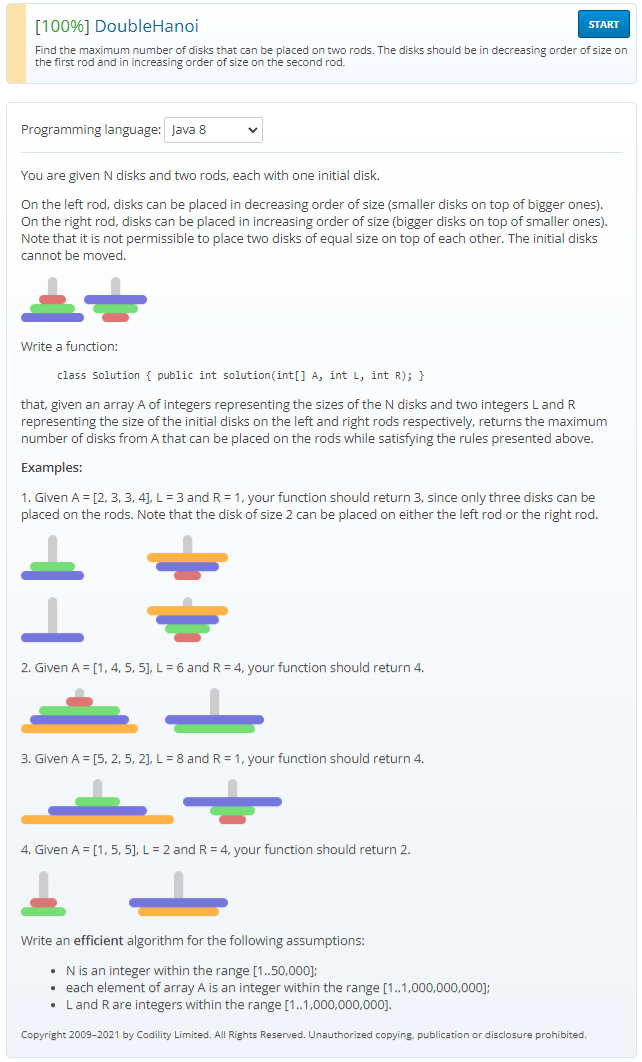 [100%] DoubleHanoi
START
Find the maximum number of disks that can be placed on two rods. The disks should be in decreasing order of size on
the first rod and in increasing order of size on the second rod.
Programming language: Java 8
You are given N disks and two rods, each with one initial disk.
On the left rod, disks can be placed in decreasing order of size (smaller disks on top of bigger ones).
On the right rod, disks can be placed in increasing order of size (bigger disks on top of smaller ones).
Note that it is not permissible to place two disks of equal size on top of each other. The initial disks
cannot be moved.
Write a function:
class Solution { public int solution(int[] A, int L, int R); }
that, given an array A of integers representing the sizes of the N disks and two integers L and R
representing the size of the initial disks on the left and right rods respectively, returns the maximum
number of disks from A that can be placed on the rods while satisfying the rules presented above.
Examples:
1. Given A = [2, 3, 3, 4], L = 3 and R = 1, your function should return 3, since only three disks can be
placed on the rods. Note that the disk of size 2 can be placed on either the left rod or the right rod.
2. Given A = [1, 4, 5, 5], L = 6 and R = 4, your function should return 4.
3. Given A = [5, 2, 5, 2], L = 8 and R = 1, your function should return 4.
4. Given A = [1, 5, 5], L = 2 and R = 4, your function should return 2.
Write an efficient algorithm for the following assumptions:
• N is an integer within the range [1..50,000];
• each element of array A is an integer within the range [1..1,000,000,000];
• L and R are integers within the range [1..1,000,000,000].
Copyright 2009–2021 by Codility Limited. All Rights Reserved. Unauthorized copying, publication or disclosure prohibited.